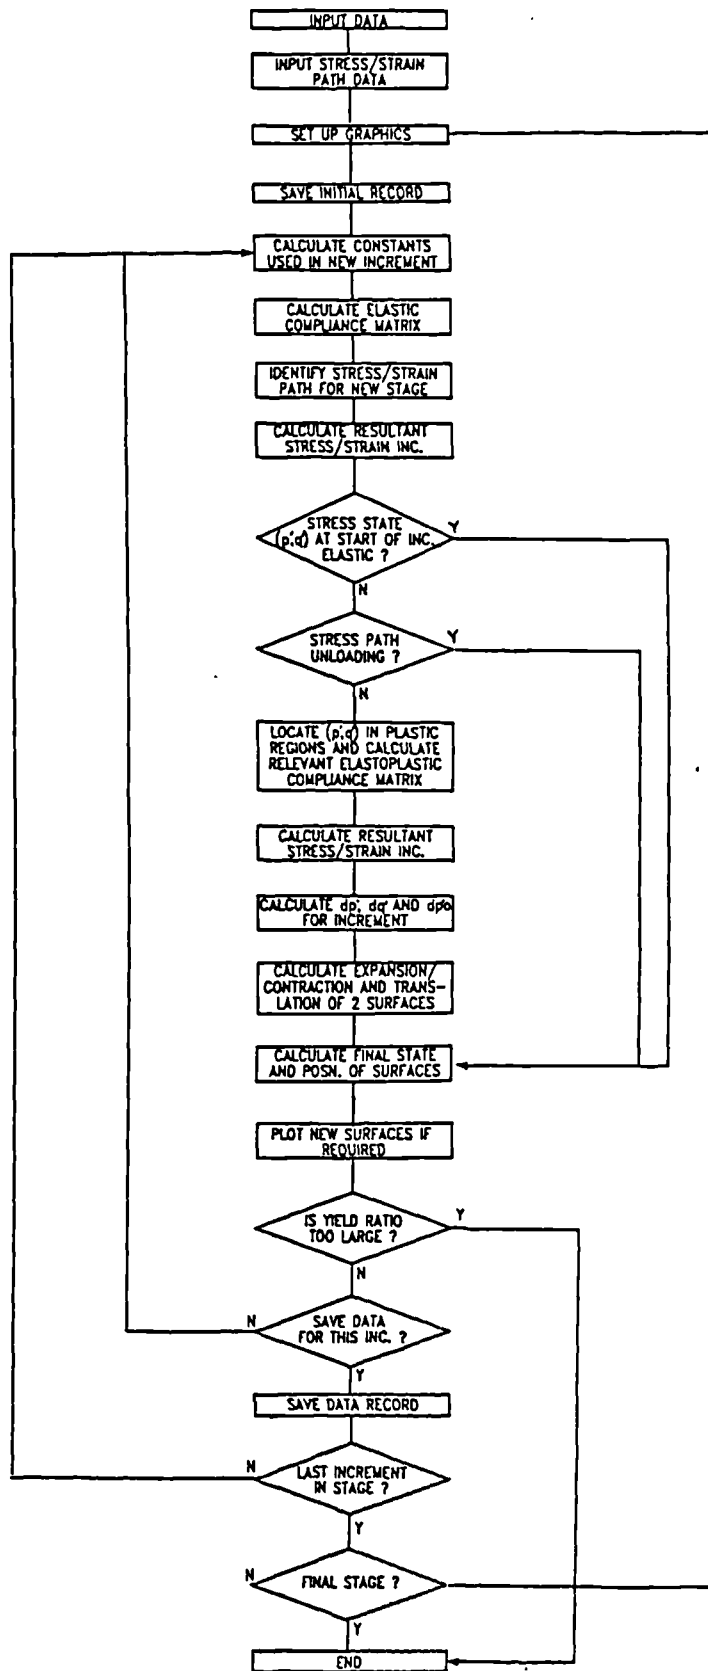 INPUT DATA
INPUT STRESS/STRAIN
PATH DATA
SET UP GRAPHICS
SAVE INITIAL RECORD
CALCULATE CONSTANTS
USED IN NEW INCREMENT
CALCULATE ELASTIC
COMPLIANCE MATRIX
IDENTIFY STRESS/STRAIN
PATH FOR NEW STAGE
CALCULATE RESULTANT
STRESS/STRAIN INC.
STRESS STATE
(p',q') AT START OF INC.
ELASTIC ?
Y
N
STRESS PATH
UNLOADING ?
Y
N
LOCATE (p',q') IN PLASTIC
REGIONS AND CALCULATE
RELEVANT ELASTOPLASTIC
COMPLIANCE MATRIX
CALCULATE RESULTANT
STRESS/STRAIN INC.
CALCULATE dp', dq' AND dp'o
FOR INCREMENT
CALCULATE EXPANSION/
CONTRACTION AND TRANS-
LATION OF 2 SURFACES
CALCULATE FINAL STATE
AND POSN. OF SURFACES
PLOT NEW SURFACES IF
REQUIRED
IS YIELD RATIO
TOO LARGE ?
Y
N
SAVE DATA
FOR THIS INC. ?
N
Y
SAVE DATA RECORD
LAST INCREMENT
IN STAGE ?
N
Y
FINAL STAGE ?
N
Y
END